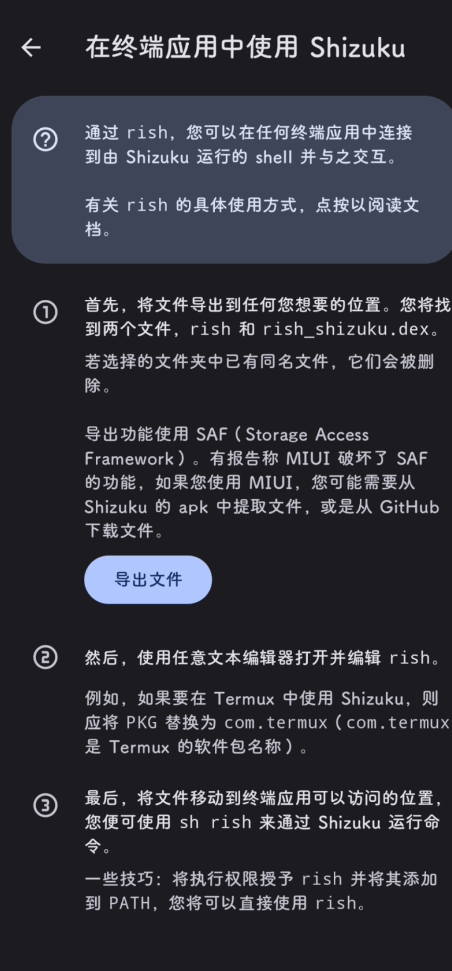 在终端应用中使用 Shizuku
通过 rish，您可以在任何终端应用中连接
到由 Shizuku 运行的 shell 并与之交互。
有关 rish 的具体使用方式，点按以阅读文
档。
首先，将文件导出到任何您想要的位置。您将找
到两个文件，rish 和 rish_shizuku.dex。
若选择的文件夹中已有同名文件，它们会被删
除。
导出功能使用 SAF（Storage Access
Framework）。有报告称 MIUI 破坏了 SAF
的功能，如果您使用 MIUI，您可能需要从
Shizuku 的 apk 中提取文件，或是从 GitHub
下载文件。
导出文件
然后，使用任意文本编辑器打开并编辑 rish。
例如，如果要在 Termux 中使用 Shizuku，则
应将 PKG 替换为 com.termux（com.termux
是 Termux 的软件包名称）。
最后，将文件移动到终端应用可以访问的位置，
您便可使用 sh rish 来通过 Shizuku 运行命
令。
一些技巧：将执行权限授予 rish 并将其添加
到 PATH，您将可以直接使用 rish。